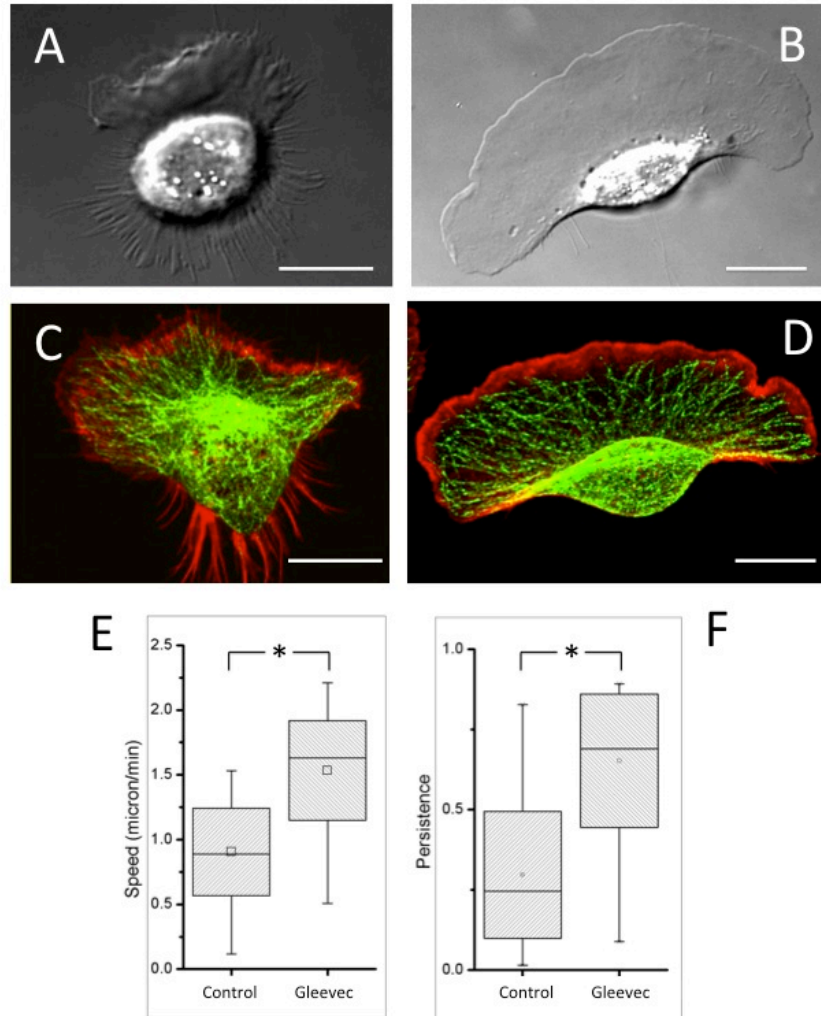 A
B
C
D
E
F
Speed (micron/min)
2.5
2.0
1.5
1.0
0.5
0.0
*
Control
Gleevec
Persistence
1.0
0.5
0.0
*
Control
Gleevec